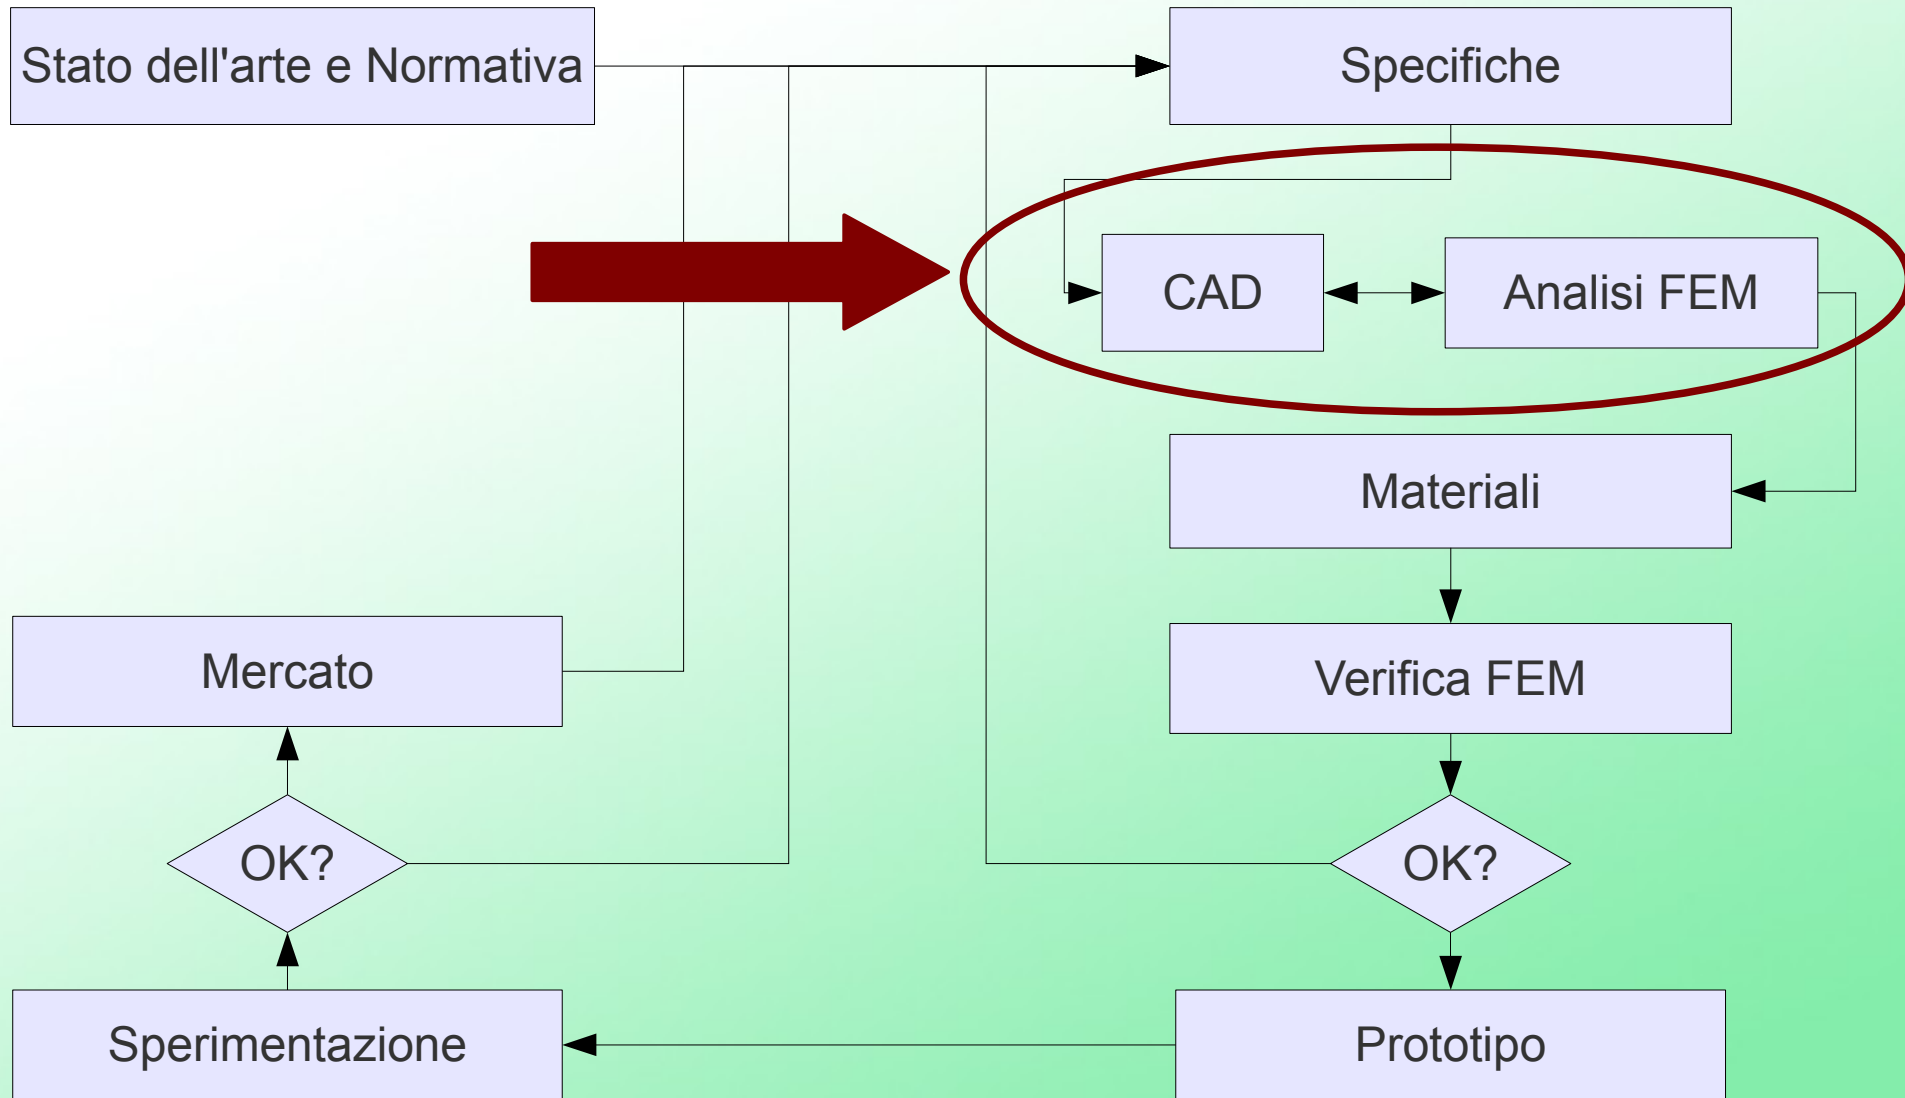 Stato dell'arte e Normativa
Specifiche
CAD
Analisi FEM
Materiali
Mercato
Verifica FEM
OK?
OK?
Sperimentazione
Prototipo